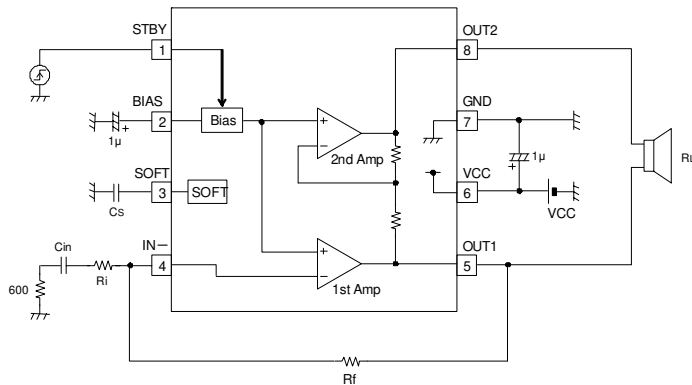 STBY
1
OUT2
8
BIAS
2
1μ
+
Bias
+
−
2nd Amp
GND
7
1μ
+
SOFT
3
SOFT
Cs
VCC
6
VCC
RL
IN−
4
Cin
Ri
600
+
−
1st Amp
OUT1
5
Rf